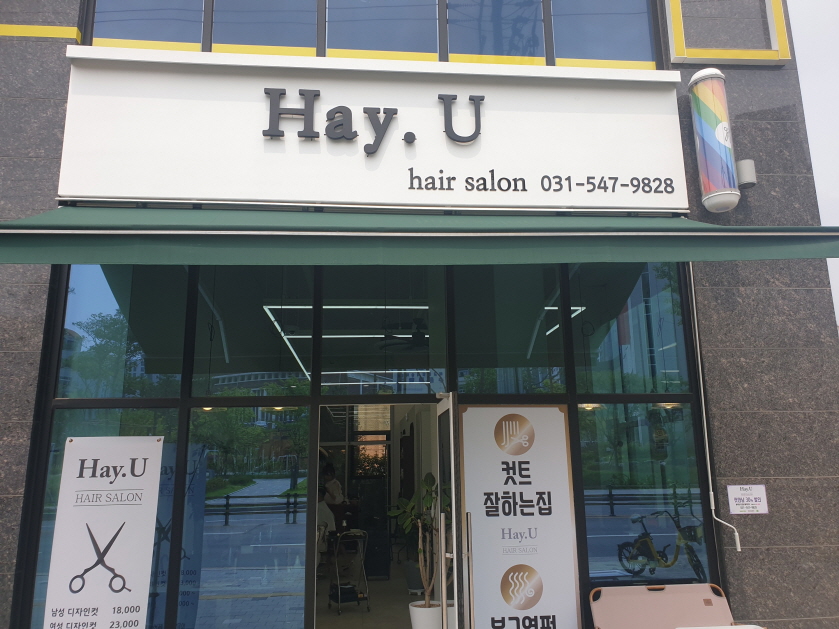 Hay. U
hair salon 031-547-9828
Hay.U
HAIR SALON
남성 디자인컷 18,000
여성 디자인컷 23,000
컷트
잘하는집
Hay.U
HAIR SALON
Hay.U